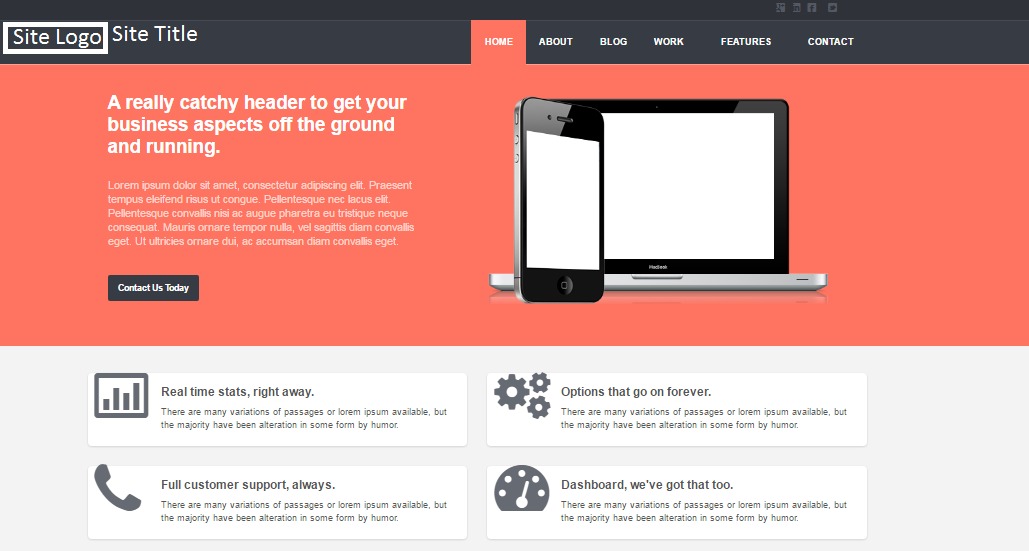 Site Logo Site Title
HOME ABOUT BLOG WORK FEATURES CONTACT
A really catchy header to get your
business aspects off the ground
and running.
Lorem ipsum dolor sit amet, consectetur adipiscing elit. Praesent
tempus eleifend risus ut congue. Pellentesque nec lacus elit.
Pellentesque convallis nisi ac augue pharetra eu tristique neque
consequat. Mauris ornare tempor nulla, vel sagittis diam convallis
eget. Ut ultricies ornare dui, ac accumsan diam convallis eget.
Contact Us Today
MacBook
Real time stats, right away.
There are many variations of passages or lorem ipsum available, but
the majority have been alteration in some form by humor.
Options that go on forever.
There are many variations of passages or lorem ipsum available, but
the majority have been alteration in some form by humor.
Full customer support, always.
There are many variations of passages or lorem ipsum available, but
the majority have been alteration in some form by humor.
Dashboard, we've got that too.
There are many variations of passages or lorem ipsum available, but
the majority have been alteration in some form by humor.